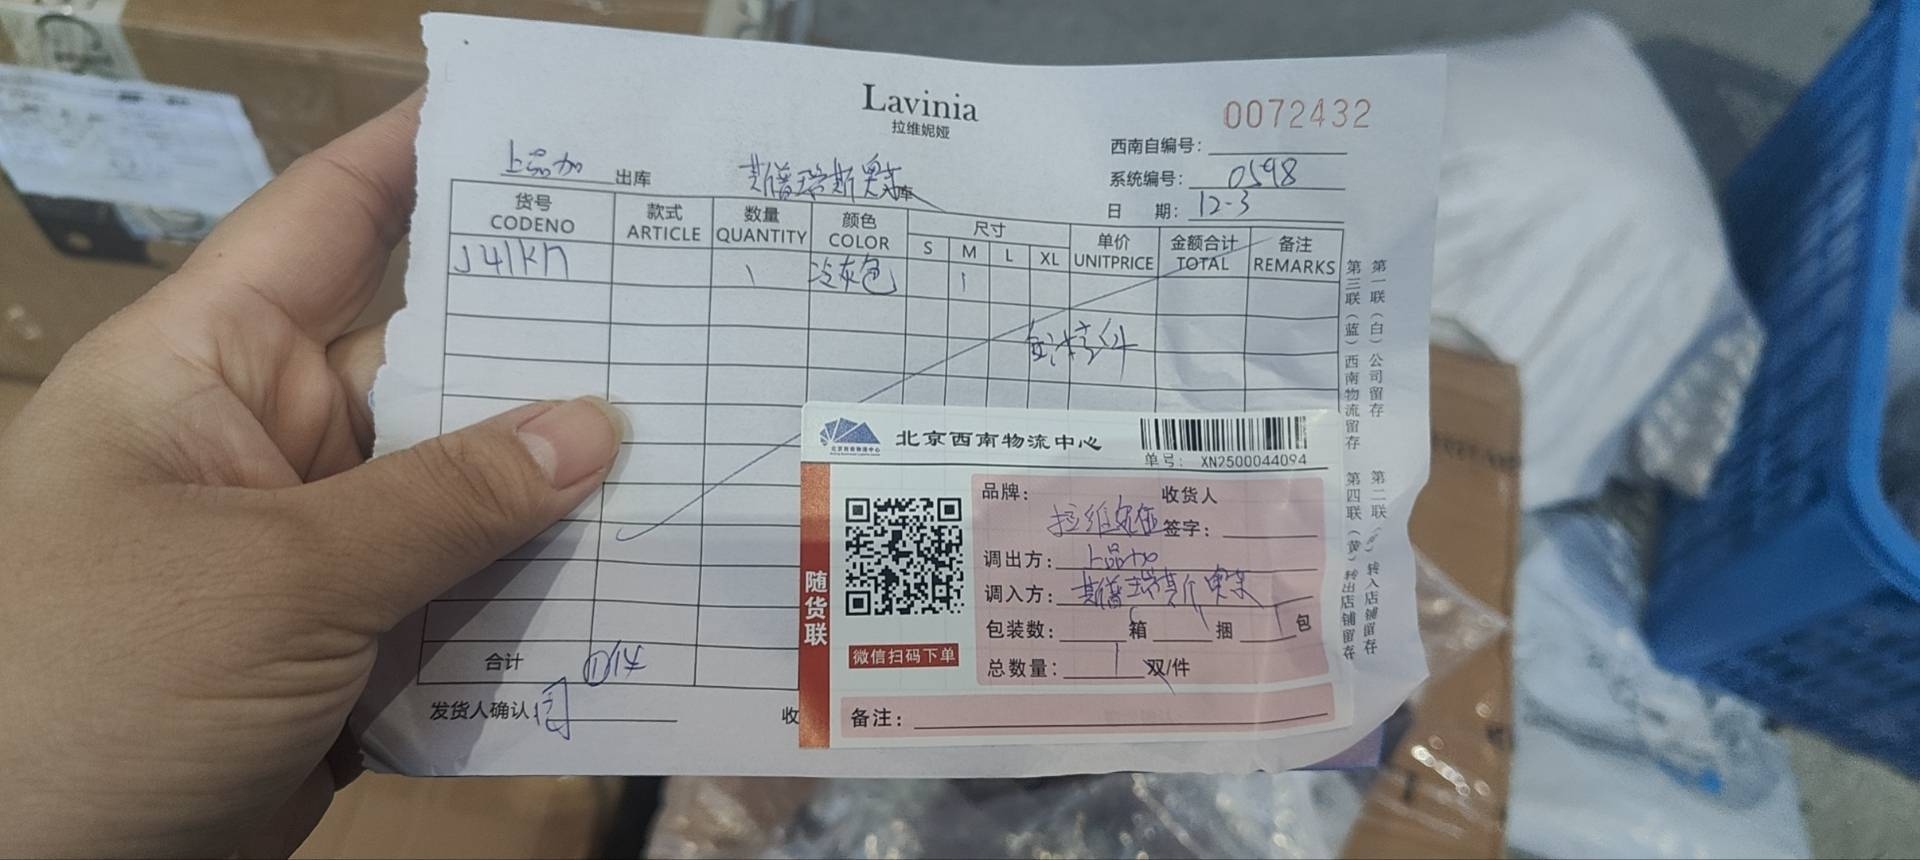 Lavinia
拉维妮娅
0072432
西南自编号：
系统编号：0598
日 期：12-3
上品加 出库 斯普瑞斯奥莱 库
货号 款式 数量 颜色 尺寸 单价 金额合计 备注
CODENO ARTICLE QUANTITY COLOR S M L XL UNITPRICE TOTAL REMARKS
J41KN 1 冷灰色 1
合计 ①件
发货人确认
收
第一联（白）公司留存
第二联 转入店铺留存
第三联（蓝）西南物流留存
第四联（黄）转出店铺留存
北京西南物流中心
单号：XN2500044094
随货联
微信扫码下单
品牌：拉维妮娅
收货人
签字：
调出方：上品加
调入方：斯普瑞斯奥莱
包装数： 箱 捆 1 包
总数量： 1 双/件
备注：